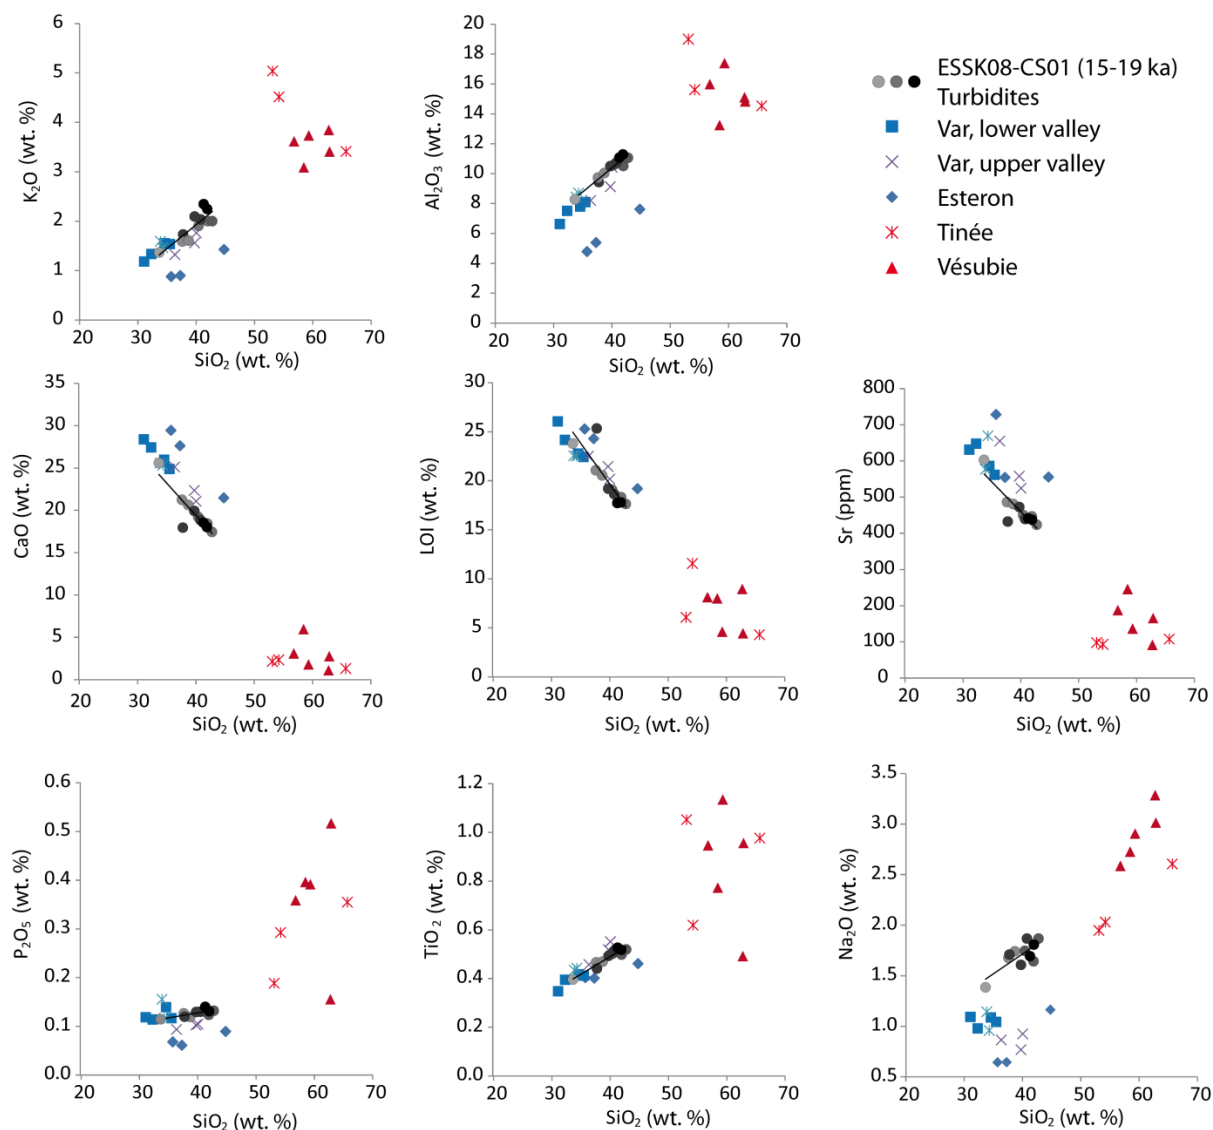 6
5
4
3
2
1
0
K₂O (wt. %)
20 30 40 50 60 70
SiO₂ (wt. %)
20
18
16
14
12
10
8
6
4
2
0
Al₂O₃ (wt. %)
20 30 40 50 60 70
SiO₂ (wt. %)
ESSK08-CS01 (15-19 ka)
Turbidites
Var, lower valley
Var, upper valley
Esteron
Tinée
Vésubie
35
30
25
20
15
10
5
0
CaO (wt. %)
20 30 40 50 60 70
SiO₂ (wt. %)
30
25
20
15
10
5
0
LOI (wt. %)
20 30 40 50 60 70
SiO₂ (wt. %)
800
700
600
500
400
300
200
100
0
Sr (ppm)
20 30 40 50 60 70
SiO₂ (wt. %)
0.6
0.5
0.4
0.3
0.2
0.1
0.0
P₂O₅ (wt. %)
20 30 40 50 60 70
SiO₂ (wt. %)
1.2
1.0
0.8
0.6
0.4
0.2
0.0
TiO₂ (wt. %)
20 30 40 50 60 70
SiO₂ (wt. %)
3.5
3.0
2.5
2.0
1.5
1.0
0.5
Na₂O (wt. %)
20 30 40 50 60 70
SiO₂ (wt. %)